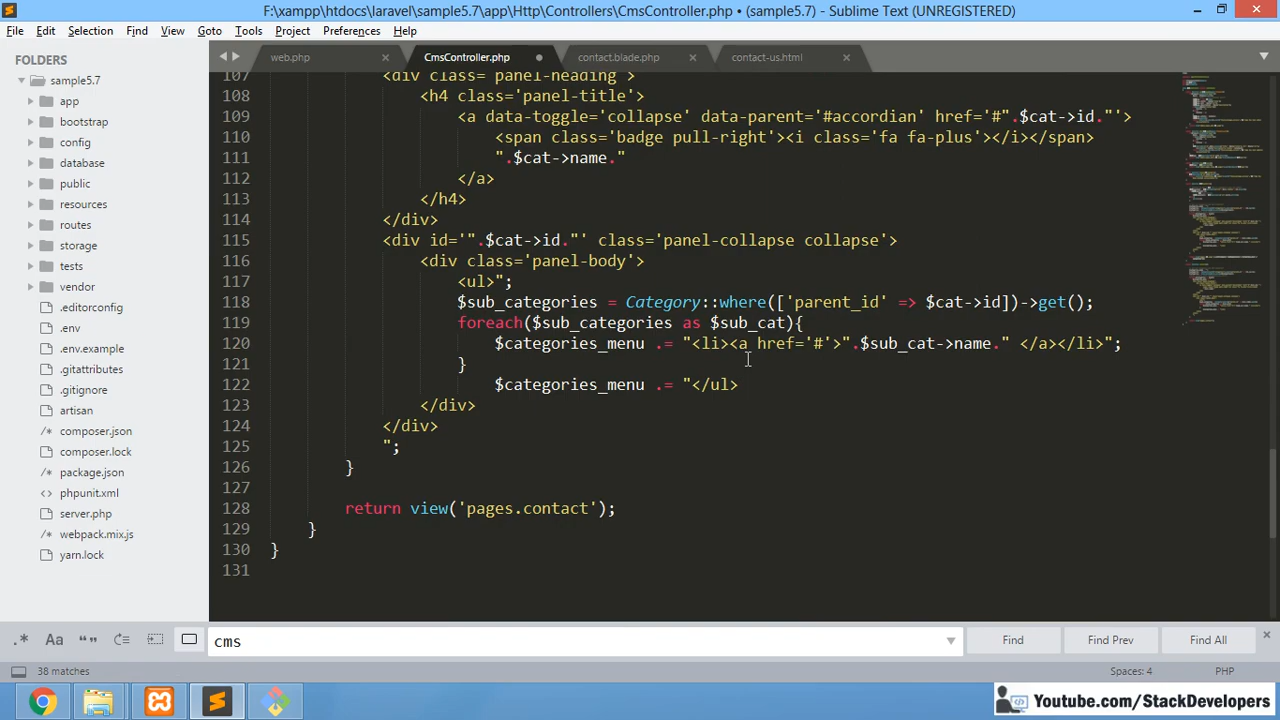 F:\xampp\htdocs\laravel\sample5.7\app\Http\Controllers\CmsController.php • (sample5.7) - Sublime Text (UNREGISTERED)
File Edit Selection Find View Goto Tools Project Preferences Help
FOLDERS
sample5.7
app
bootstrap
config
database
public
resources
routes
storage
tests
vendor
.editorconfig
.env
.env.example
.gitattributes
.gitignore
artisan
composer.json
composer.lock
package.json
phpunit.xml
server.php
webpack.mix.js
yarn.lock
web.php CmsController.php contact.blade.php contact-us.html
107 <div class='panel-heading'>
108 <h4 class='panel-title'>
109 <a data-toggle='collapse' data-parent='#accordian' href='#".$cat->id."'>
110 <span class='badge pull-right'><i class='fa fa-plus'></i></span>
111 ".$cat->name."
112 </a>
113 </h4>
114 </div>
115 <div id='".$cat->id."' class='panel-collapse collapse'>
116 <div class='panel-body'>
117 <ul>";
118 $sub_categories = Category::where(['parent_id' => $cat->id])->get();
119 foreach($sub_categories as $sub_cat){
120 $categories_menu .= "<li><a href='#'>".$sub_cat->name." </a></li>";
121 }
122 $categories_menu .= "</ul>
123 </div>
124 </div>
125 ";
126 }
127
128 return view('pages.contact');
129 }
130 }
131
.* Aa “” cms Find Find Prev Find All
38 matches Spaces: 4 PHP
Youtube.com/StackDevelopers